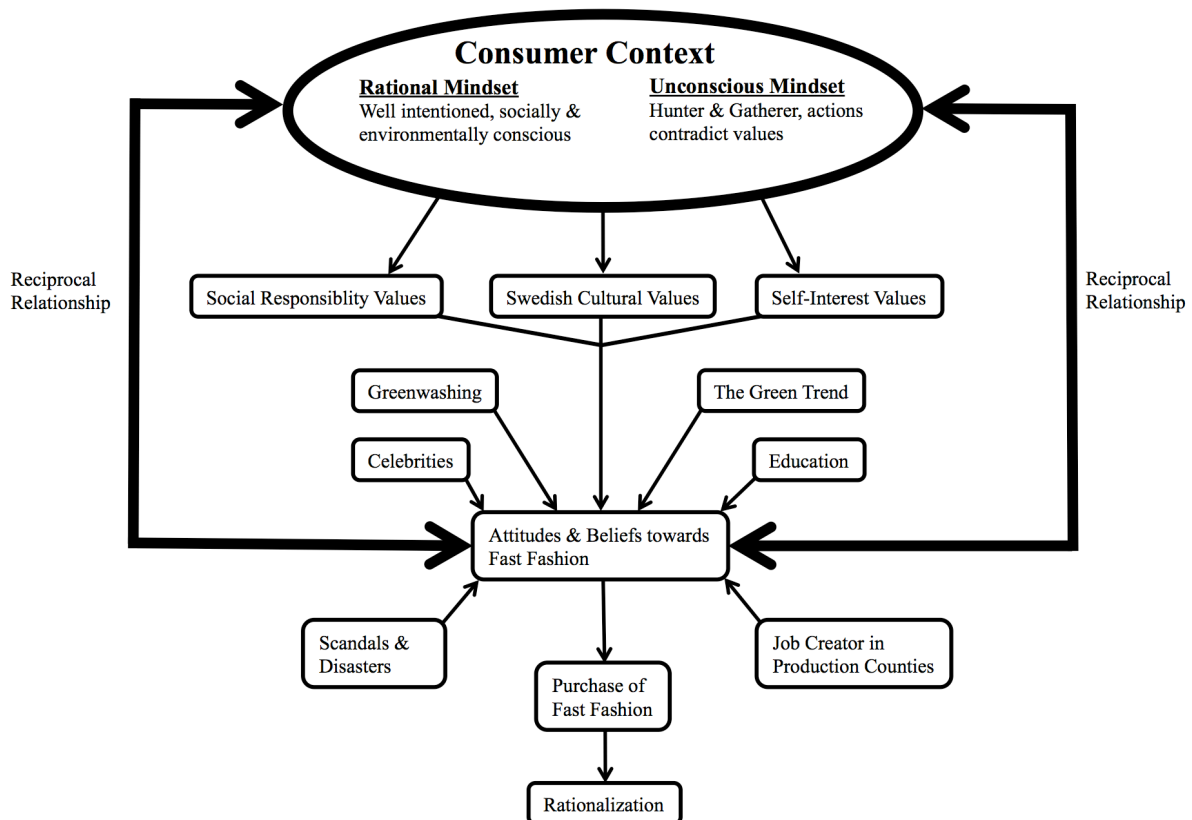 Consumer Context
Rational Mindset
Well intentioned, socially &
environmentally conscious
Unconscious Mindset
Hunter & Gatherer, actions
contradict values
Reciprocal
Relationship
Reciprocal
Relationship
Social Responsiblity Values
Swedish Cultural Values
Self-Interest Values
Greenwashing
The Green Trend
Celebrities
Education
Attitudes & Beliefs towards
Fast Fashion
Scandals &
Disasters
Job Creator in
Production Counties
Purchase of
Fast Fashion
Rationalization